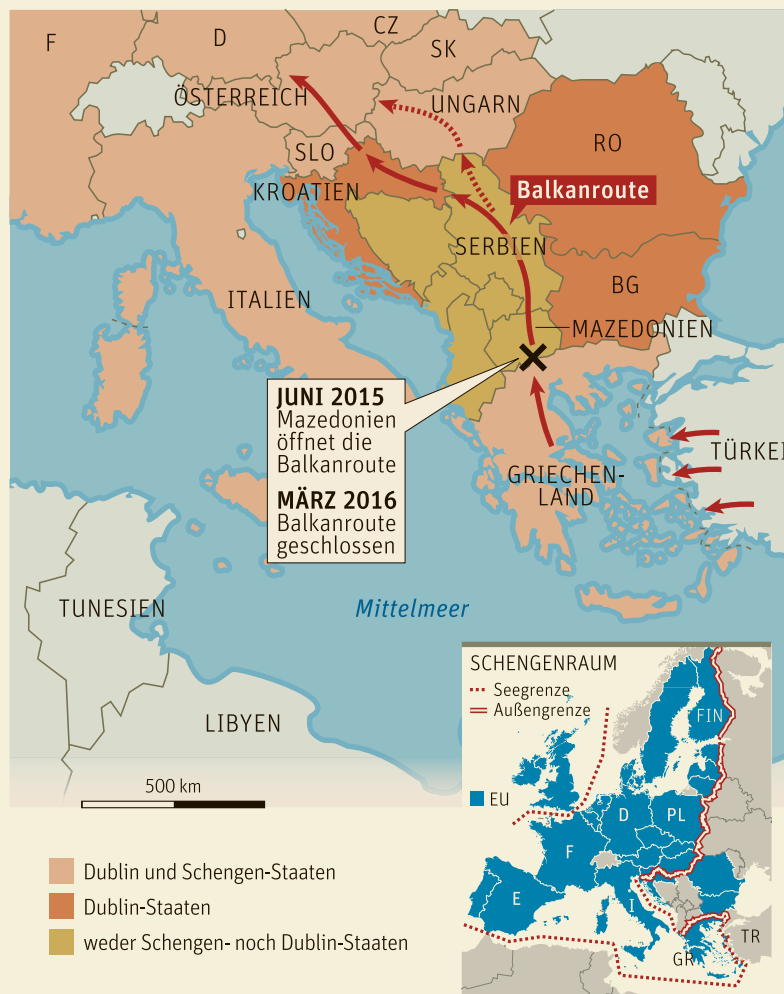 F
D
CZ
SK
ÖSTERREICH
UNGARN
SLO
RO
KROATIEN
Balkanroute
SERBIEN
ITALIEN
BG
MAZEDONIEN
JUNI 2015
Mazedonien
öffnet die
Balkanroute
MÄRZ 2016
Balkanroute
geschlossen
TÜRKEI
GRIECHEN-
LAND
TUNESIEN
Mittelmeer
LIBYEN
500 km
Dublin und Schengen-Staaten
Dublin-Staaten
weder Schengen- noch Dublin-Staaten
SCHENGENRAUM
Seegrenze
Außengrenze
EU
FIN
D
PL
F
E
I
GR
TR